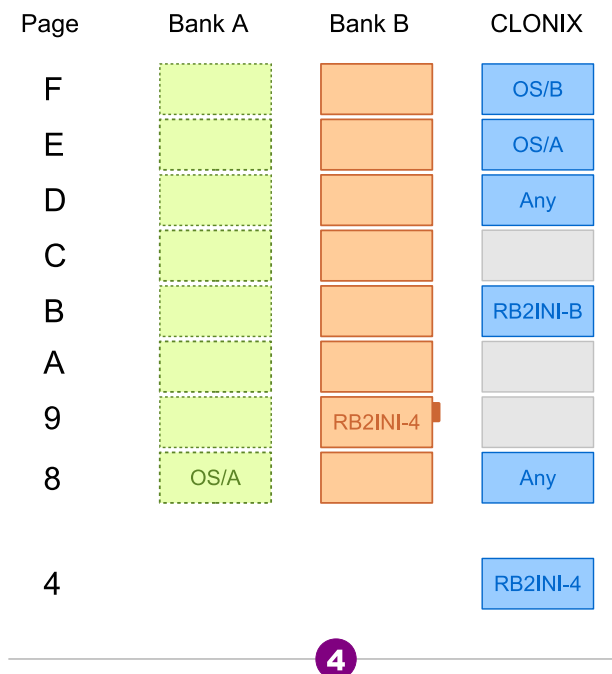 Page Bank A Bank B CLONIX
F OS/B
E OS/A
D Any
C
B RB2INI-B
A
9 RB2INI-4
8 OS/A Any
4 RB2INI-4
4